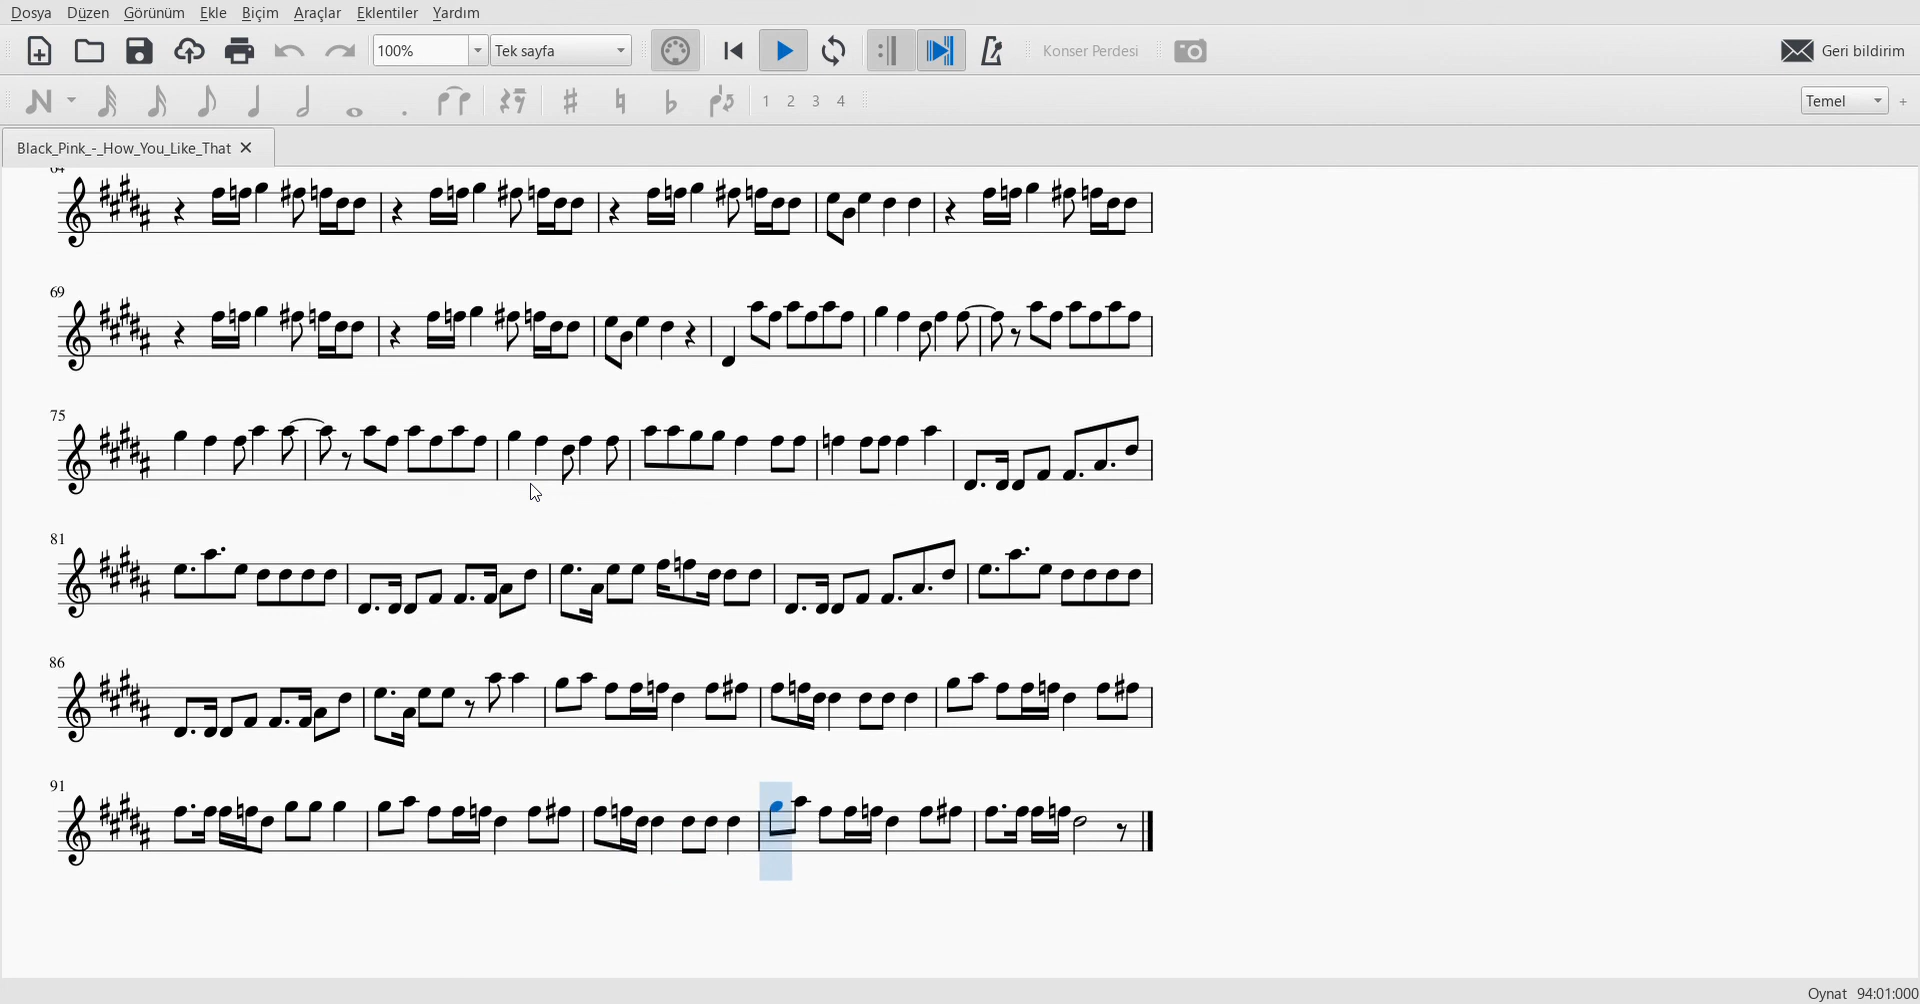 Dosya Düzen Görünüm Ekle Biçim Araçlar Eklentiler Yardım
100% Tek sayfa Konser Perdesi Geri bildirim
1 2 3 4 Temel +
Black_Pink_-_How_You_Like_That
64
69
75
81
86
91
Oynat 94:01:000